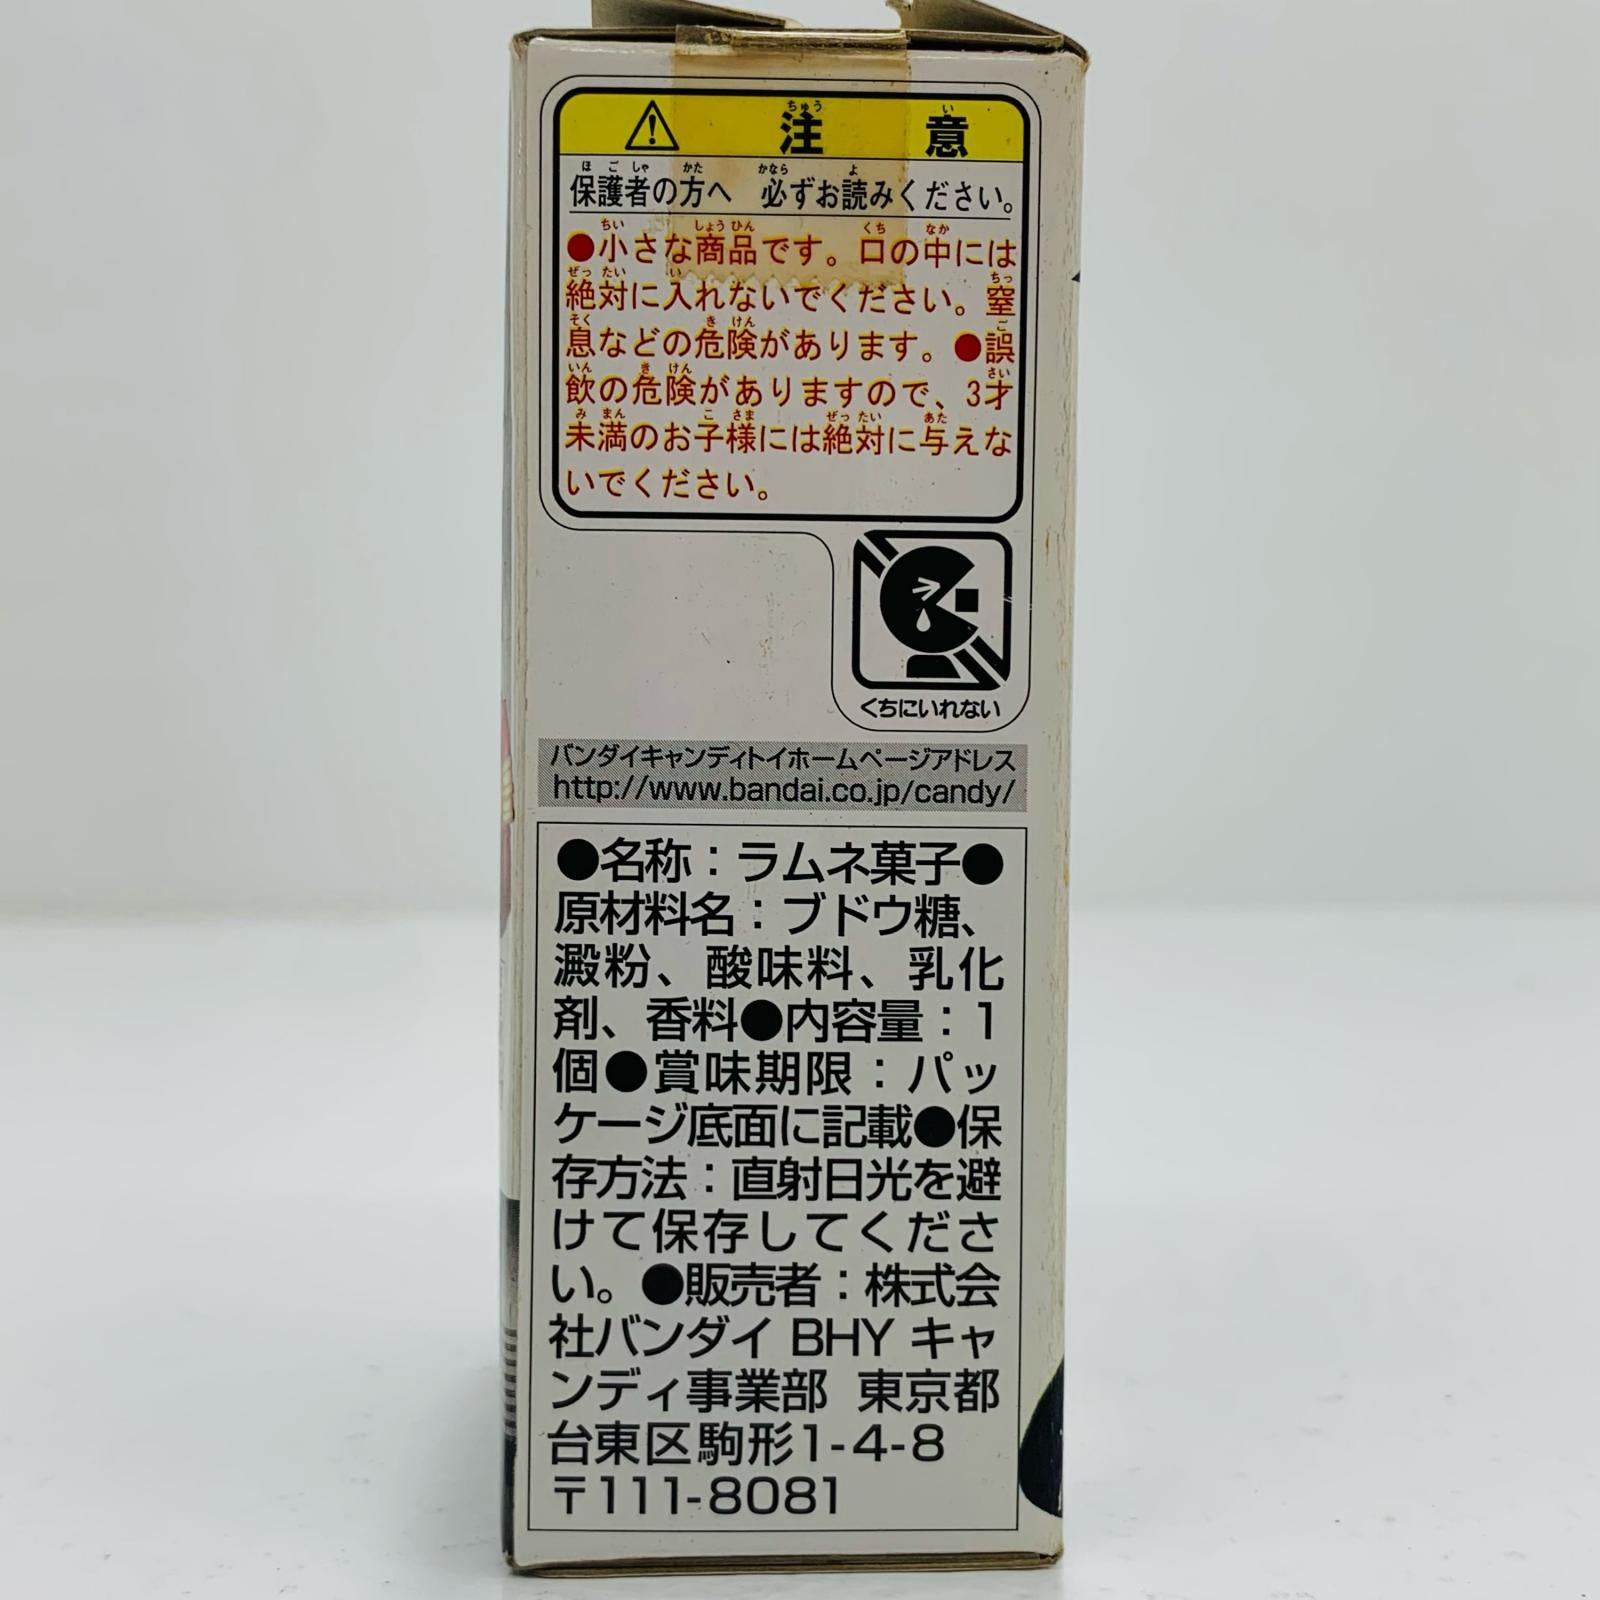 注意
保護者の方へ 必ずお読みください。
●小さな商品です。口の中には
絶対に入れないでください。窒
息などの危険があります。●誤
飲の危険がありますので、3才
未満のお子様には絶対に与えな
いでください。
くちにいれない
バンダイキャンディトイホームページアドレス
http://www.bandai.co.jp/candy/
●名称：ラムネ菓子●
原材料名：ブドウ糖、
澱粉、酸味料、乳化
剤、香料●内容量：1
個●賞味期限：パッ
ケージ底面に記載●保
存方法：直射日光を避
けて保存してくださ
い。●販売者：株式会
社バンダイ BHY キャ
ンディ事業部 東京都
台東区駒形1-4-8
〒111-8081